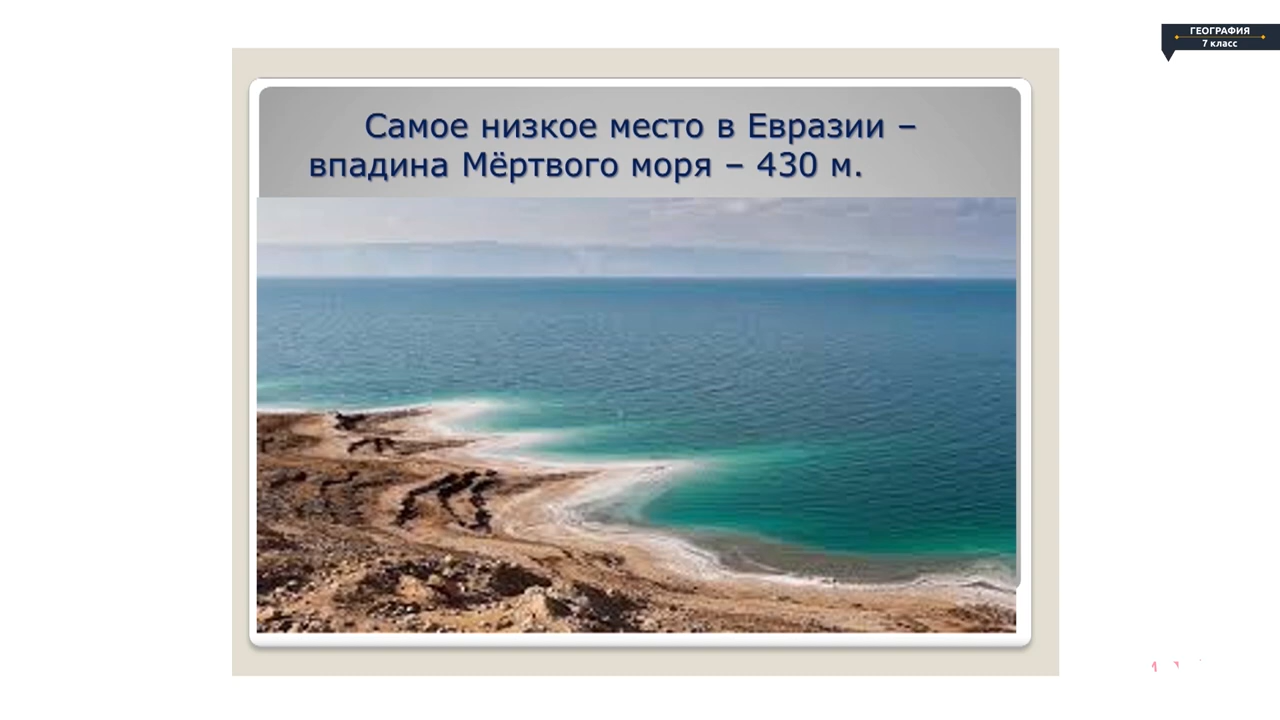 ГЕОГРАФИЯ
7 класс
Самое низкое место в Евразии –
впадина Мёртвого моря – 430 м.